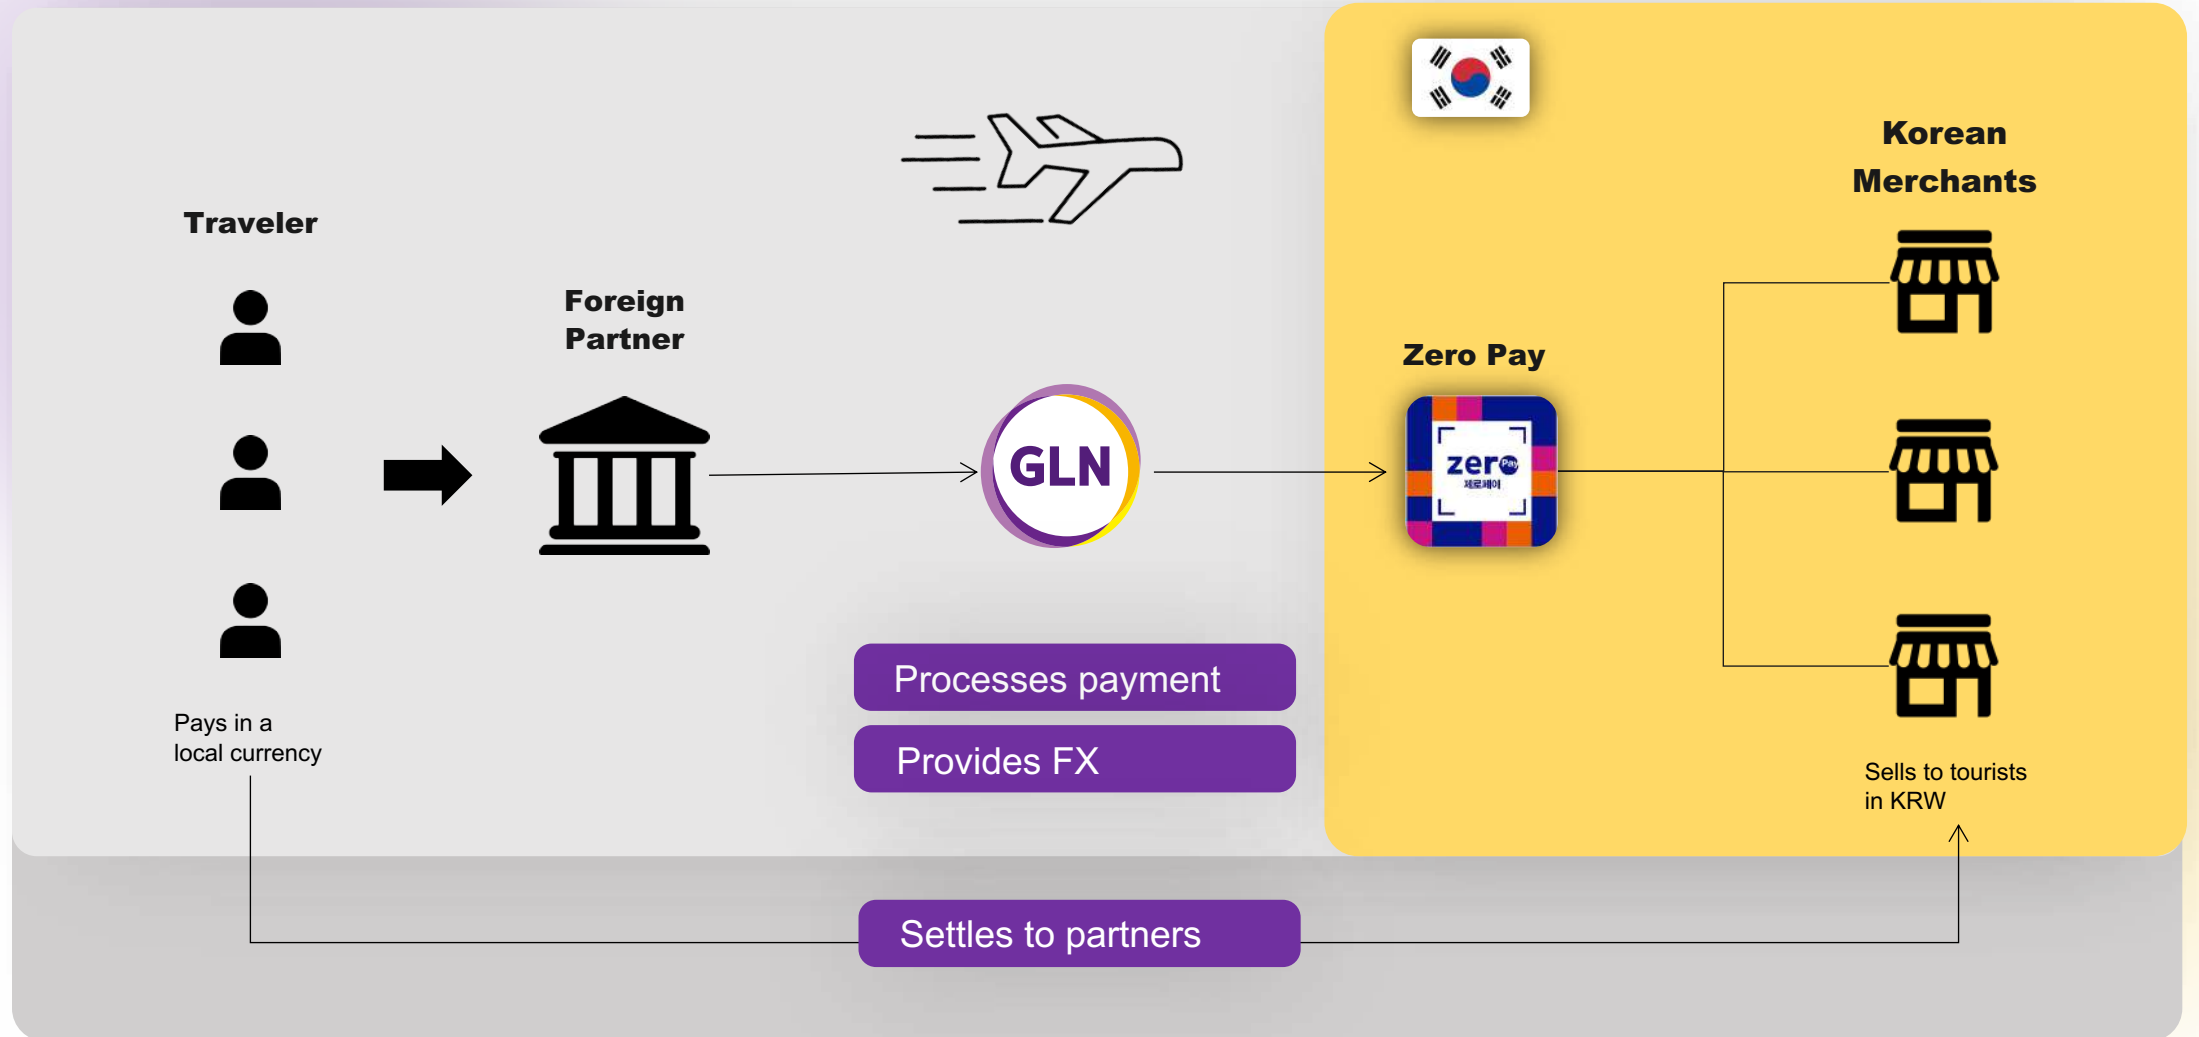 Traveler
Foreign
Partner
GLN
Zero Pay
zero Pay
제로페이
Korean
Merchants
Pays in a
local currency
Processes payment
Provides FX
Sells to tourists
in KRW
Settles to partners